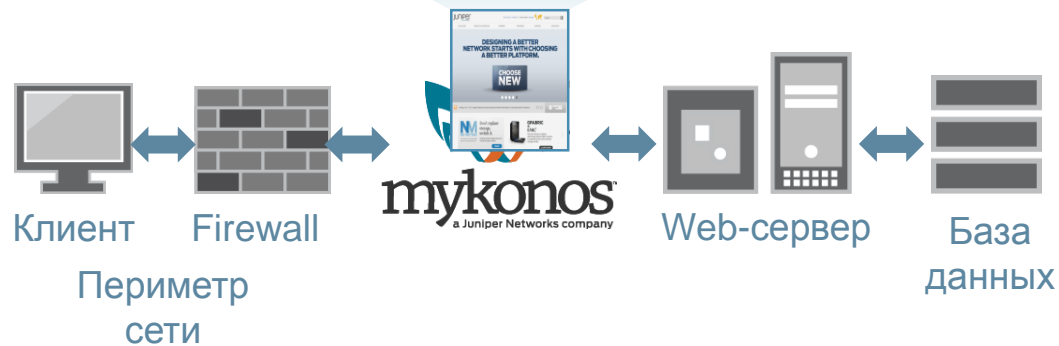 JUNIPEr
DESIGNING A BETTER
NETWORK STARTS WITH CHOOSING
A BETTER PLATFORM.
CHOOSE
NEW
mykonos
a Juniper Networks company
Клиент
Firewall
Web-сервер
База
данных
Периметр
сети